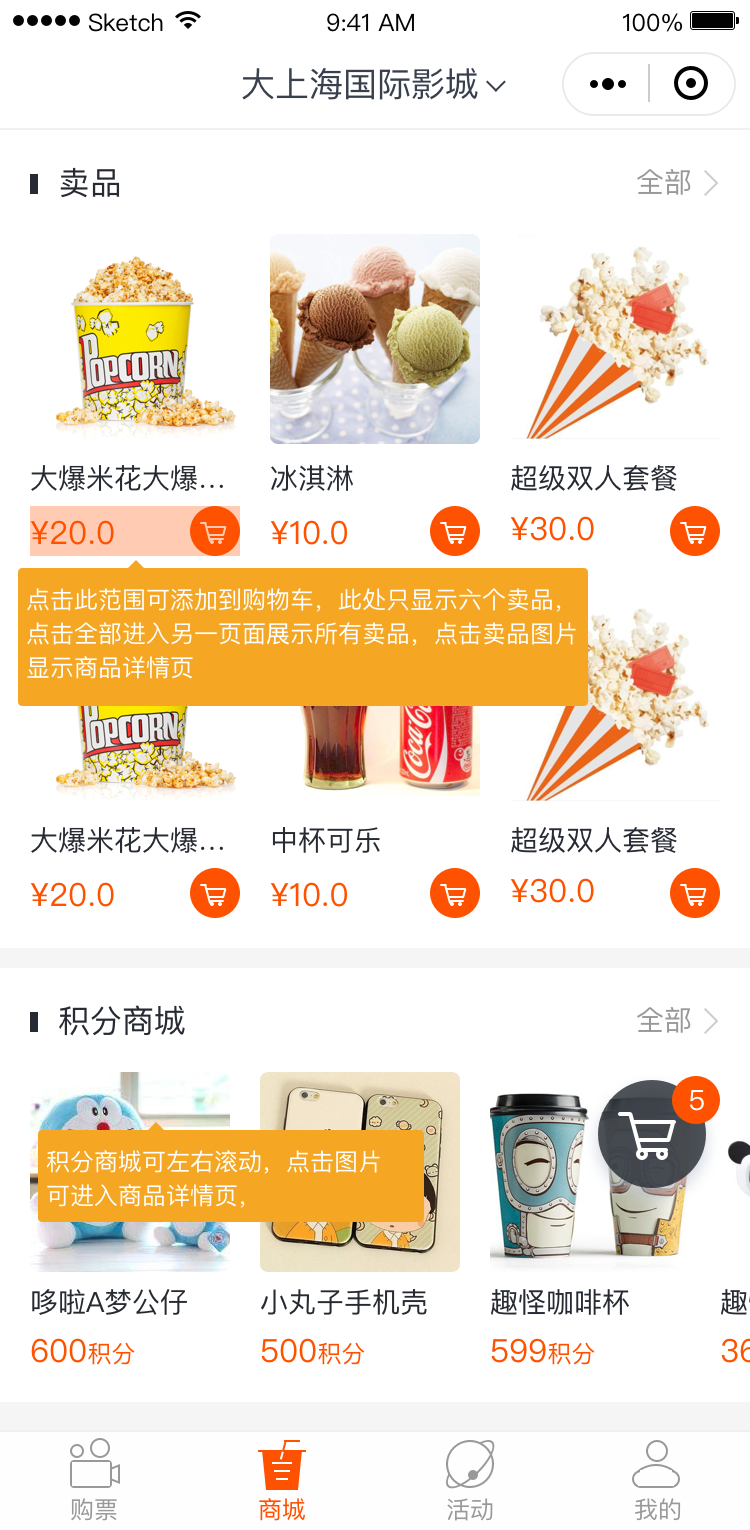 Sketch 9:41 AM 100%
大上海国际影城
卖品 全部
POPCORN
大爆米花大爆... 冰淇淋 超级双人套餐
¥20.0 ¥10.0 ¥30.0
点击此范围可添加到购物车，此处只显示六个卖品，
点击全部进入另一页面展示所有卖品，点击卖品图片
显示商品详情页
POPCORN Coca-Co
大爆米花大爆... 中杯可乐 超级双人套餐
¥20.0 ¥10.0 ¥30.0
积分商城 全部
5
积分商城可左右滚动，点击图片
可进入商品详情页，
哆啦A梦公仔 小丸子手机壳 趣怪咖啡杯 趣
600积分 500积分 599积分 36
购票 商城 活动 我的